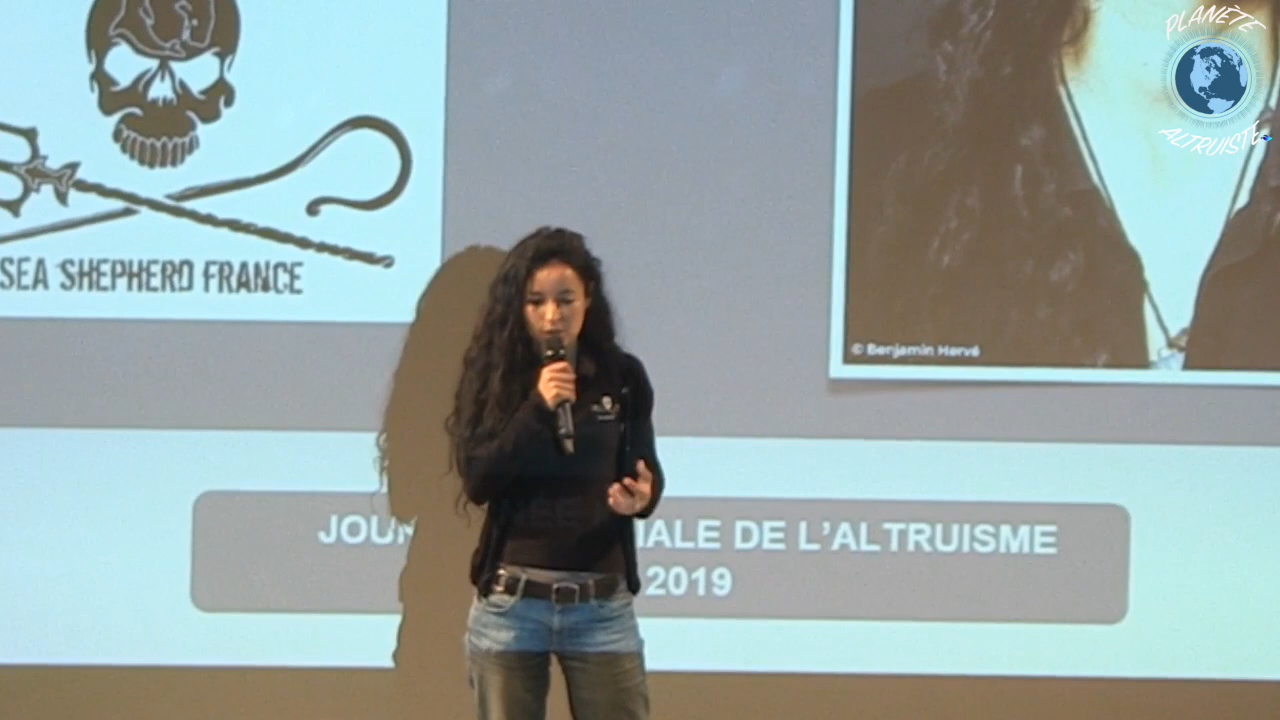 PLANÈTE
ALTRUISTE
SEA SHEPHERD FRANCE
© Benjamin Hervé
JOUR IALE DE L'ALTRUISME
2019